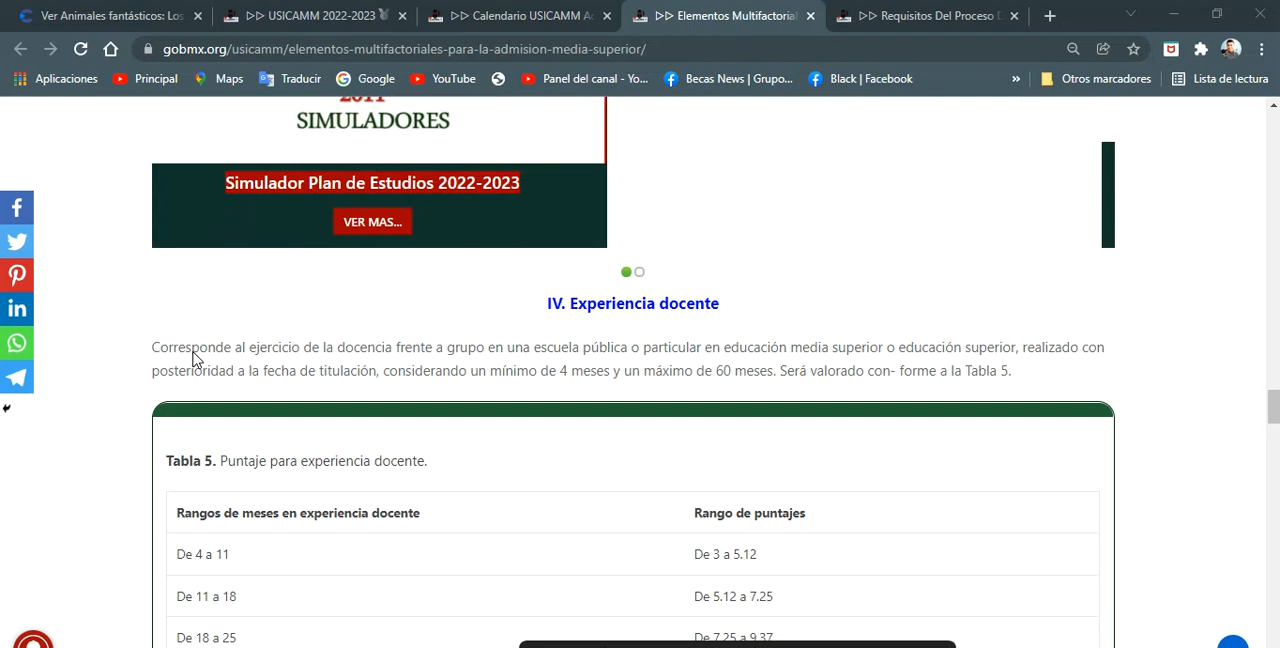 Ver Animales fantásticos: Los
>> USICAMM 2022-2023
>> Calendario USICAMM Ac
>> Elementos Multifactorial
>> Requisitos Del Proceso D
gobmx.org/usicamm/elementos-multifactoriales-para-la-admision-media-superior/
Aplicaciones
Principal
Maps
Traducir
Google
YouTube
Panel del canal - Yo...
Becas News | Grupo...
Black | Facebook
»
Otros marcadores
Lista de lectura
2011
SIMULADORES
Simulador Plan de Estudios 2022-2023
VER MAS...
IV. Experiencia docente
Corresponde al ejercicio de la docencia frente a grupo en una escuela pública o particular en educación media superior o educación superior, realizado con
posterioridad a la fecha de titulación, considerando un mínimo de 4 meses y un máximo de 60 meses. Será valorado con- forme a la Tabla 5.
Tabla 5. Puntaje para experiencia docente.
Rangos de meses en experiencia docente
Rango de puntajes
De 4 a 11
De 3 a 5.12
De 11 a 18
De 5.12 a 7.25
De 18 a 25
De 7.25 a 9.37